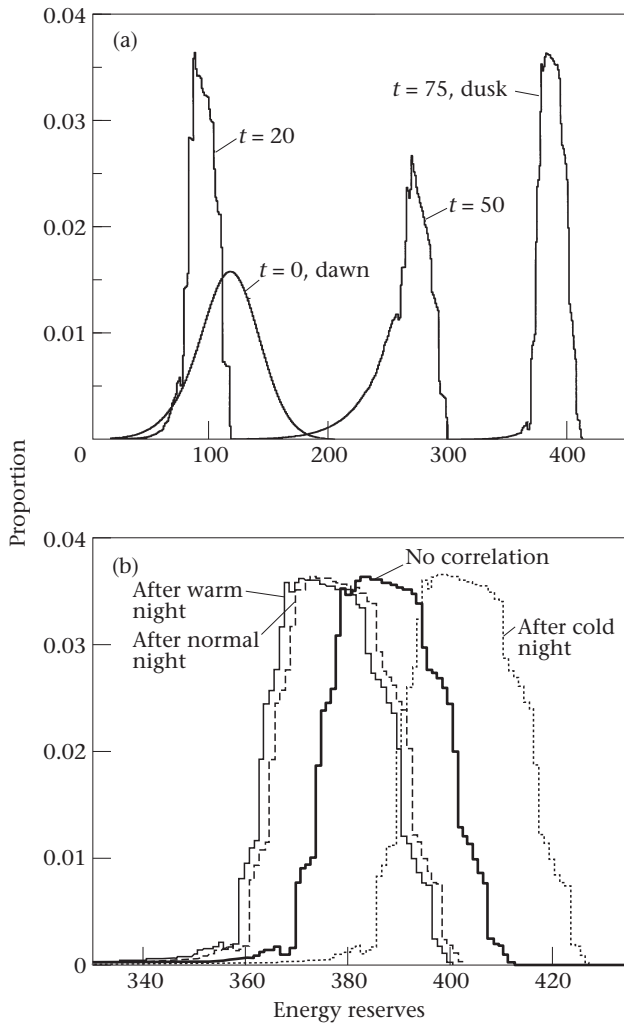 Proportion
(a)
0.04
0.03
0.02
0.01
0
100
200
300
400
t = 20
t = 0, dawn
t = 50
t = 75, dusk
(b)
0.04
0.03
0.02
0.01
0
340
360
380
400
420
After warm
night
After normal
night
No correlation
After cold
night
Energy reserves